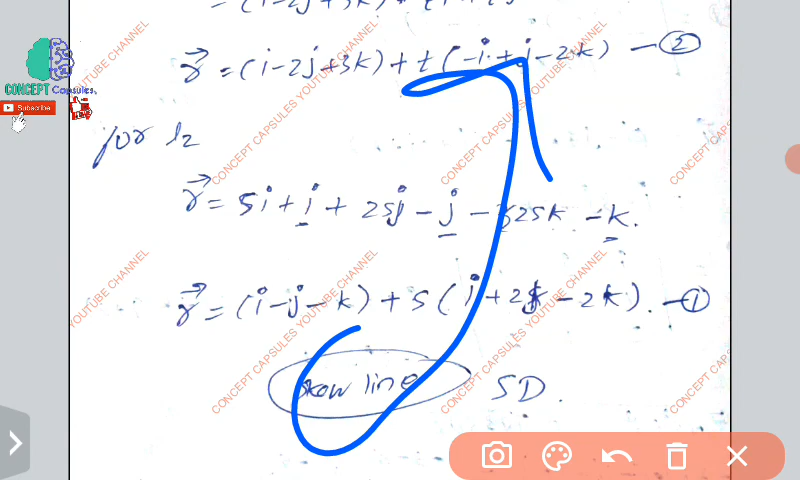 r = (i-2j+3k) + t(-i+j-2k) —②
CONCEPT Capsules
Subscribe
for l2
r = si + i + 2sj - j - 2sk - k.
r = (i-j-k) + s(i+2j-2k). —①
skew line SD.
CONCEPT CAPSULES YOUTUBE CHANNEL